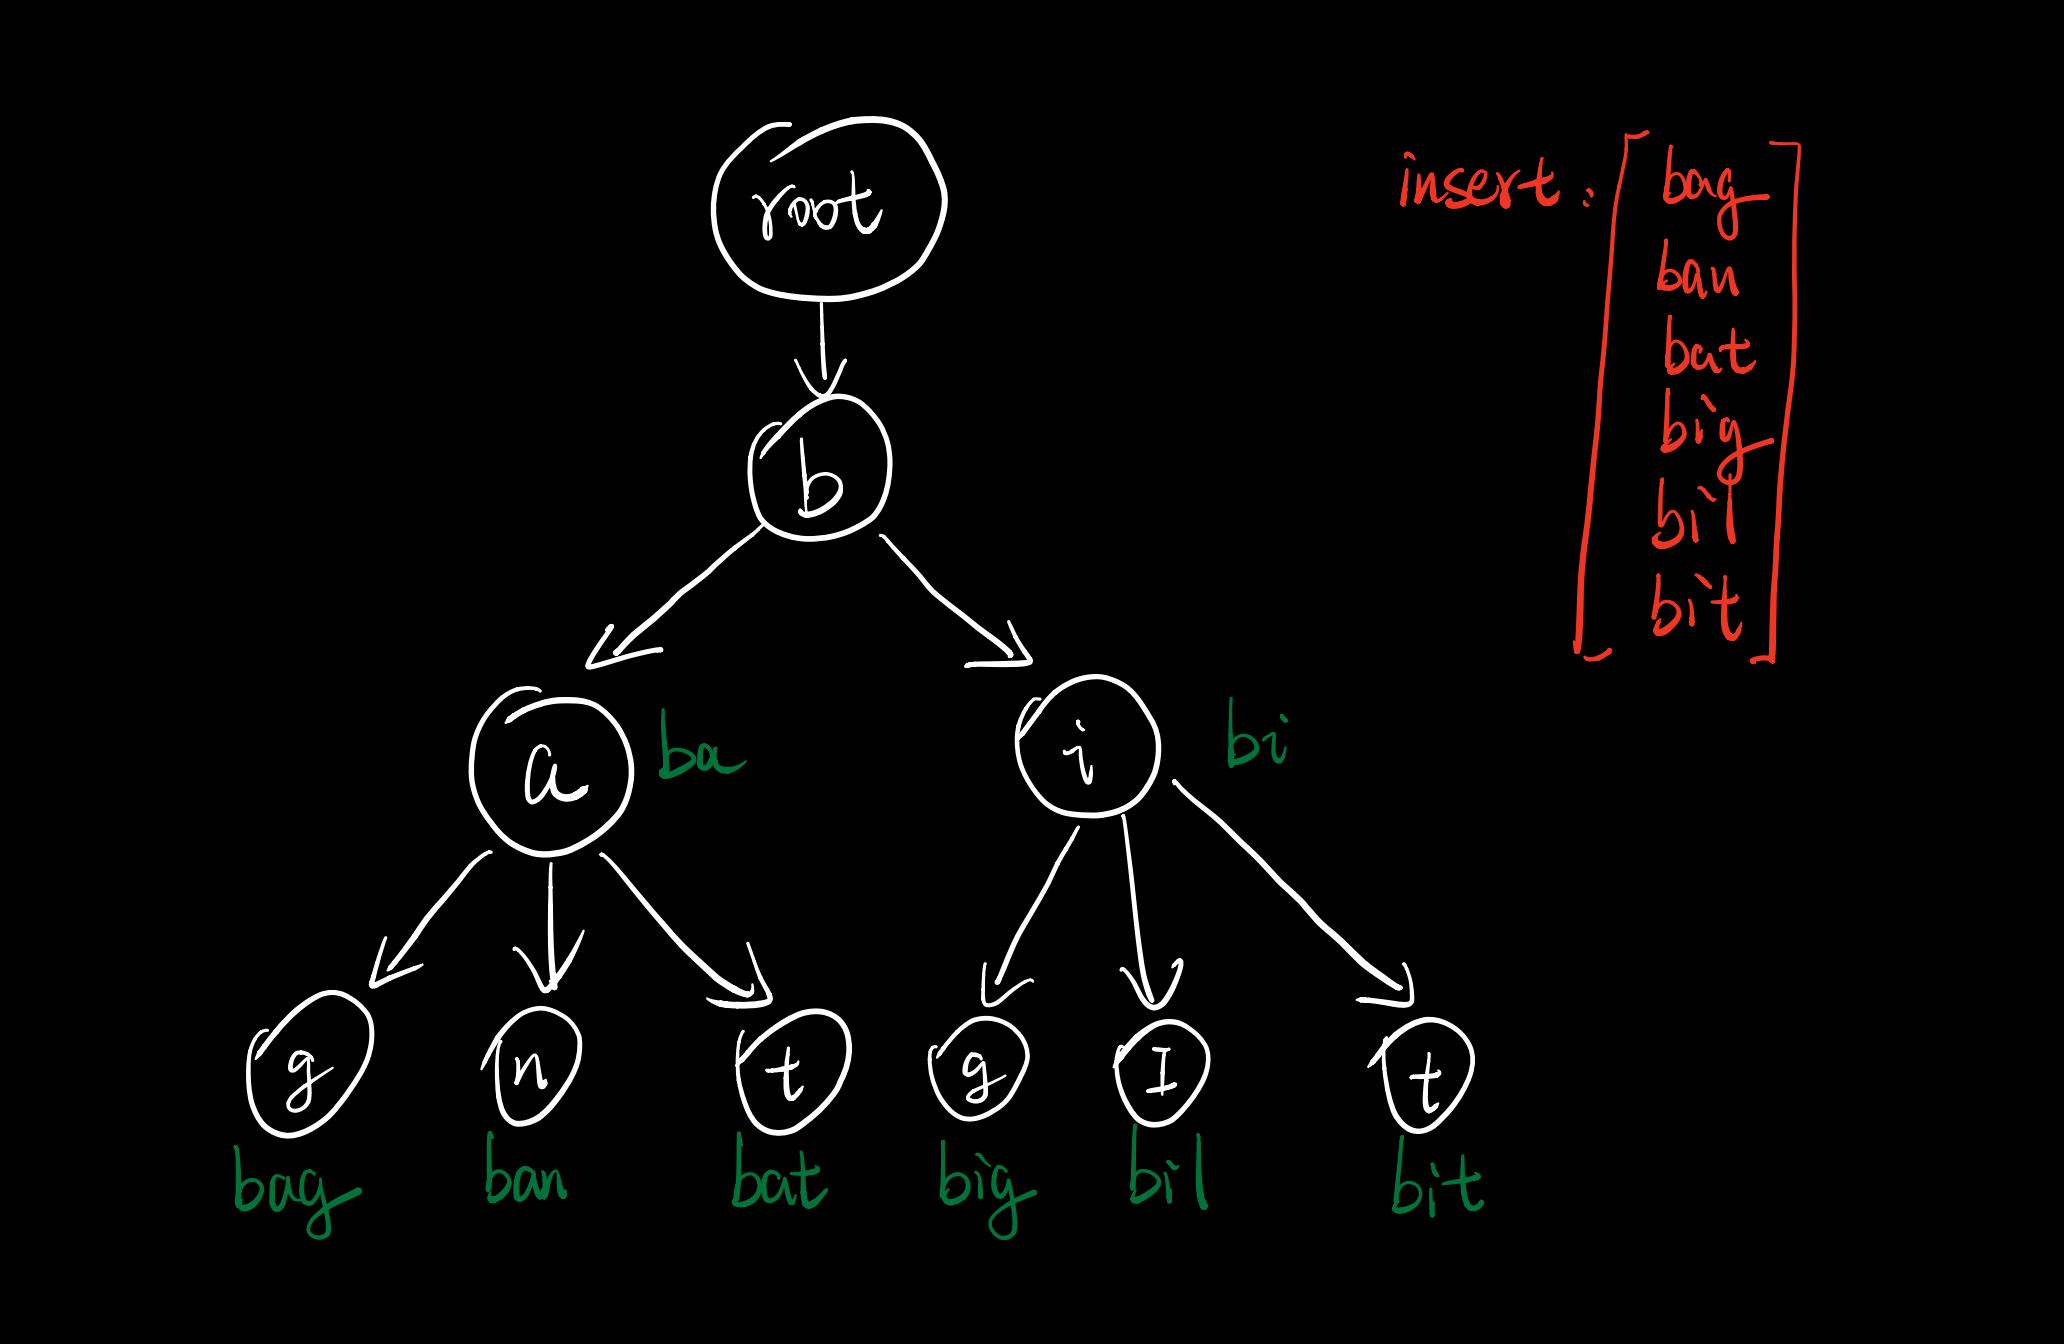 root
insert: bag
ban
bat
big
bil
bit
b
a ba
i bi
g n t g I t
bag ban bat big bil bit